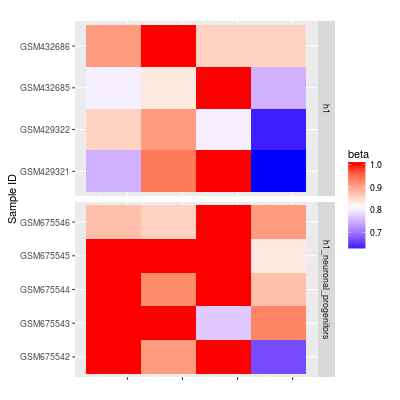 Sample ID
GSM432686
GSM432685
GSM429322
GSM429321
h1
GSM675546
GSM675545
GSM675544
GSM675543
GSM675542
h1_neuronal_progenitors
beta
1.0
0.9
0.8
0.7